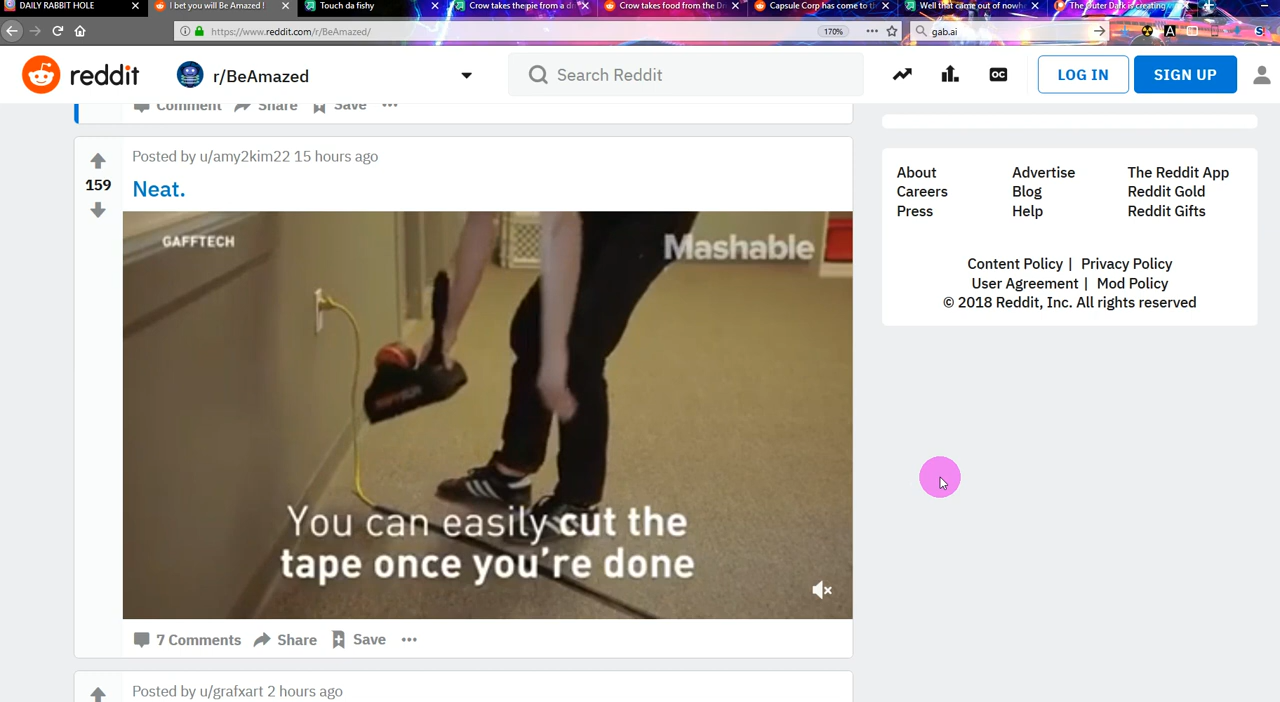 DAILY RABBIT HOLE
I bet you will Be Amazed !
Touch da fishy
Crow takes the pie from a dr
Crow takes food from the Dr
Capsule Corp has come to th
Well that came out of nowh
The Outer Dark is creating
https://www.reddit.com/r/BeAmazed/
170%
gab.ai
reddit
r/BeAmazed
Search Reddit
OC
LOG IN
SIGN UP
Comment Share Save
Posted by u/amy2kim22 15 hours ago
159
Neat.
GAFFTECH
Mashable
You can easily cut the
tape once you're done
7 Comments Share Save
Posted by u/grafxart 2 hours ago
About Advertise The Reddit App
Careers Blog Reddit Gold
Press Help Reddit Gifts
Content Policy | Privacy Policy
User Agreement | Mod Policy
© 2018 Reddit, Inc. All rights reserved